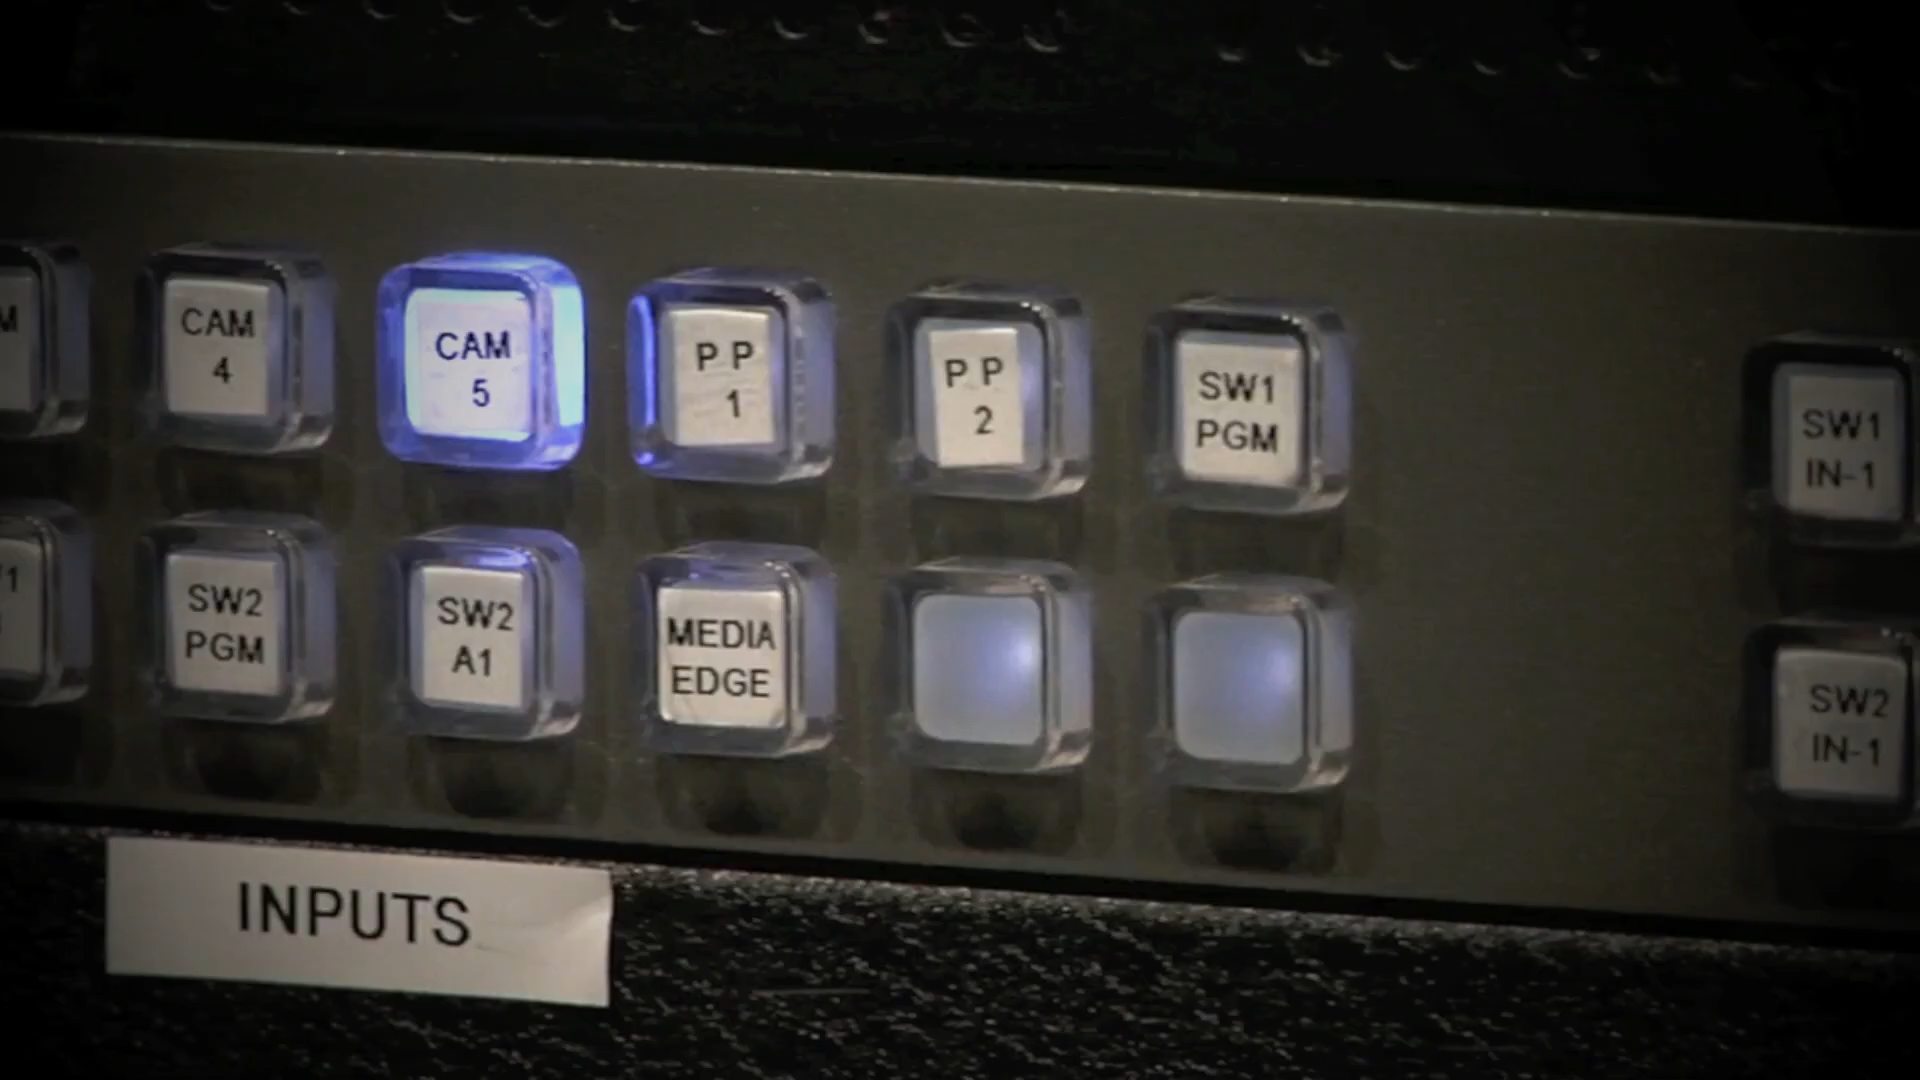 CAM
4
CAM
5
P P
1
P P
2
SW1
PGM
SW1
IN-1
SW2
PGM
SW2
A1
MEDIA
EDGE
SW2
IN-1
INPUTS